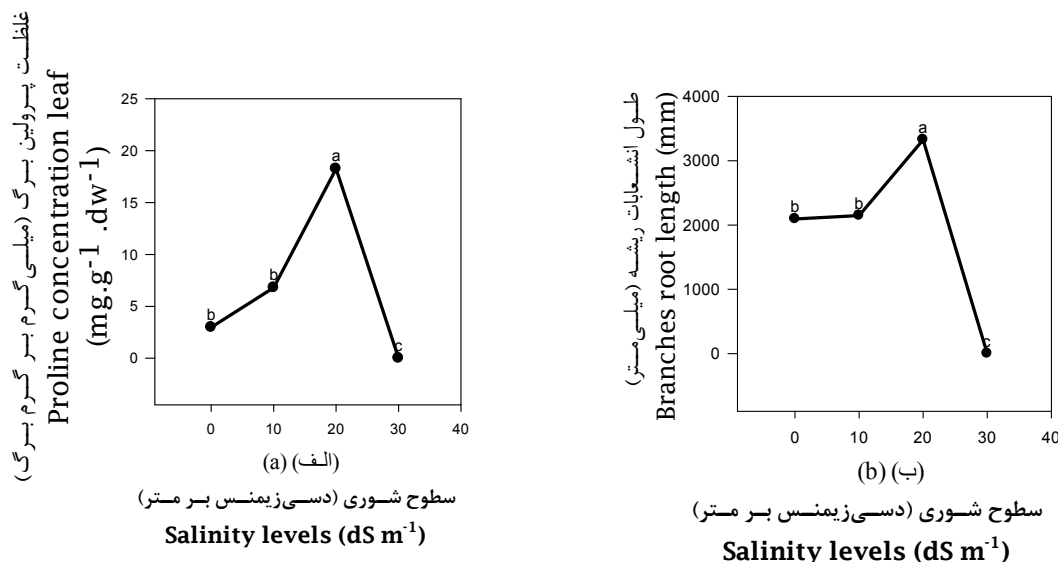 غلظت پرولین برگ (میلی‌گرم بر گرم برگ)
Proline concentration leaf
(mg.g-1 .dw-1)
25
20
15
10
5
0
b
b
a
c
0 10 20 30 40
(a) (الف)
سطوح شوری (دسی‌زیمنس بر متر)
Salinity levels (dS m-1)
طول انشعابات ریشه (میلی‌متر)
Branches root length (mm)
4000
3000
2000
1000
0
b
b
a
c
0 10 20 30 40
(b) (ب)
سطوح شوری (دسی‌زیمنس بر متر)
Salinity levels (dS m-1)